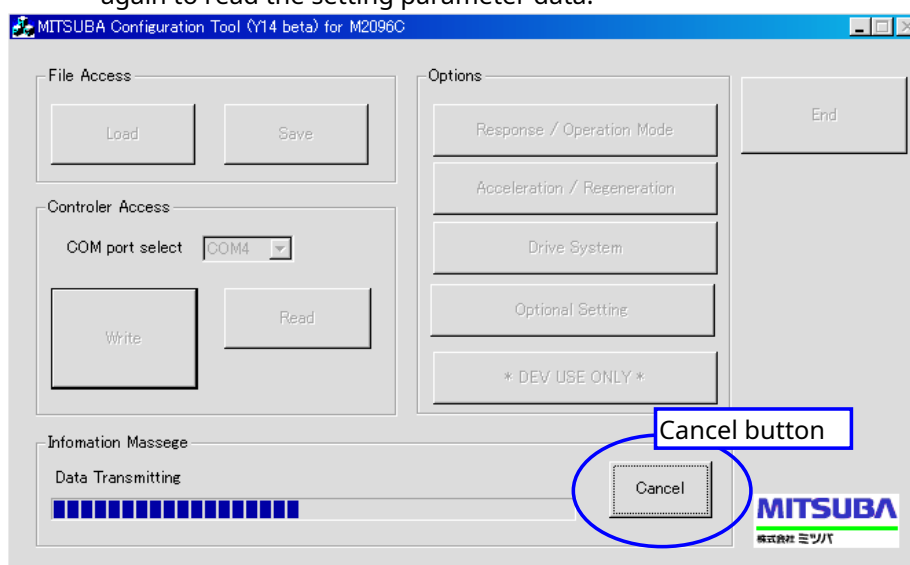 again to read the setting parameter data.
MITSUBA Configuration Tool (Y14 beta) for M2096C
File Access
Load
Save
Options
Response / Operation Mode
End
Acceleration / Regeneration
Controler Access
COM port select
COM4
Drive System
Write
Read
Optional Setting
* DEV USE ONLY *
Infomation Massege
Cancel button
Data Transmitting
Cancel
MITSUBA
株式会社 ミツバ